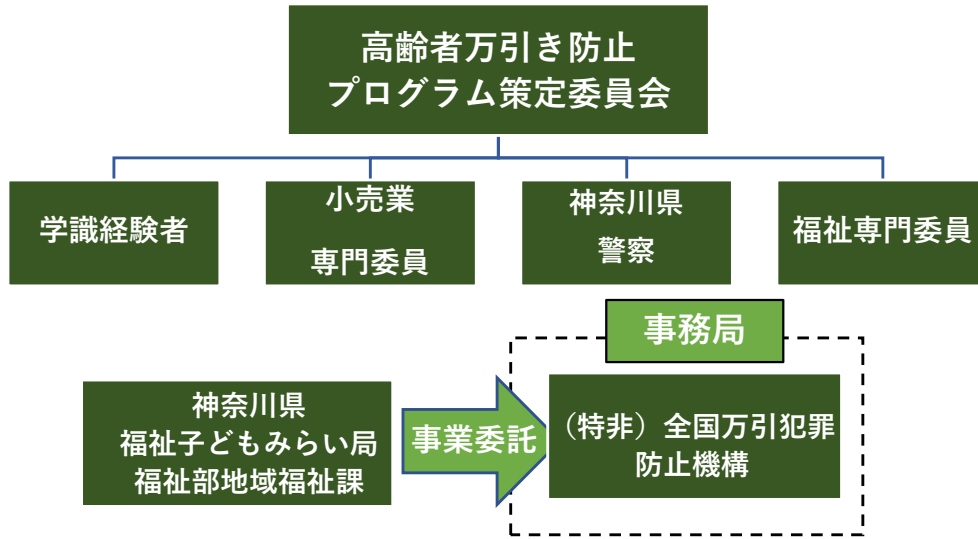 高齢者万引き防止
プログラム策定委員会
学識経験者
小売業
専門委員
神奈川県
警察
福祉専門委員
事務局
神奈川県
福祉子どもみらい局
福祉部地域福祉課
事業委託
（特非）全国万引犯罪
防止機構